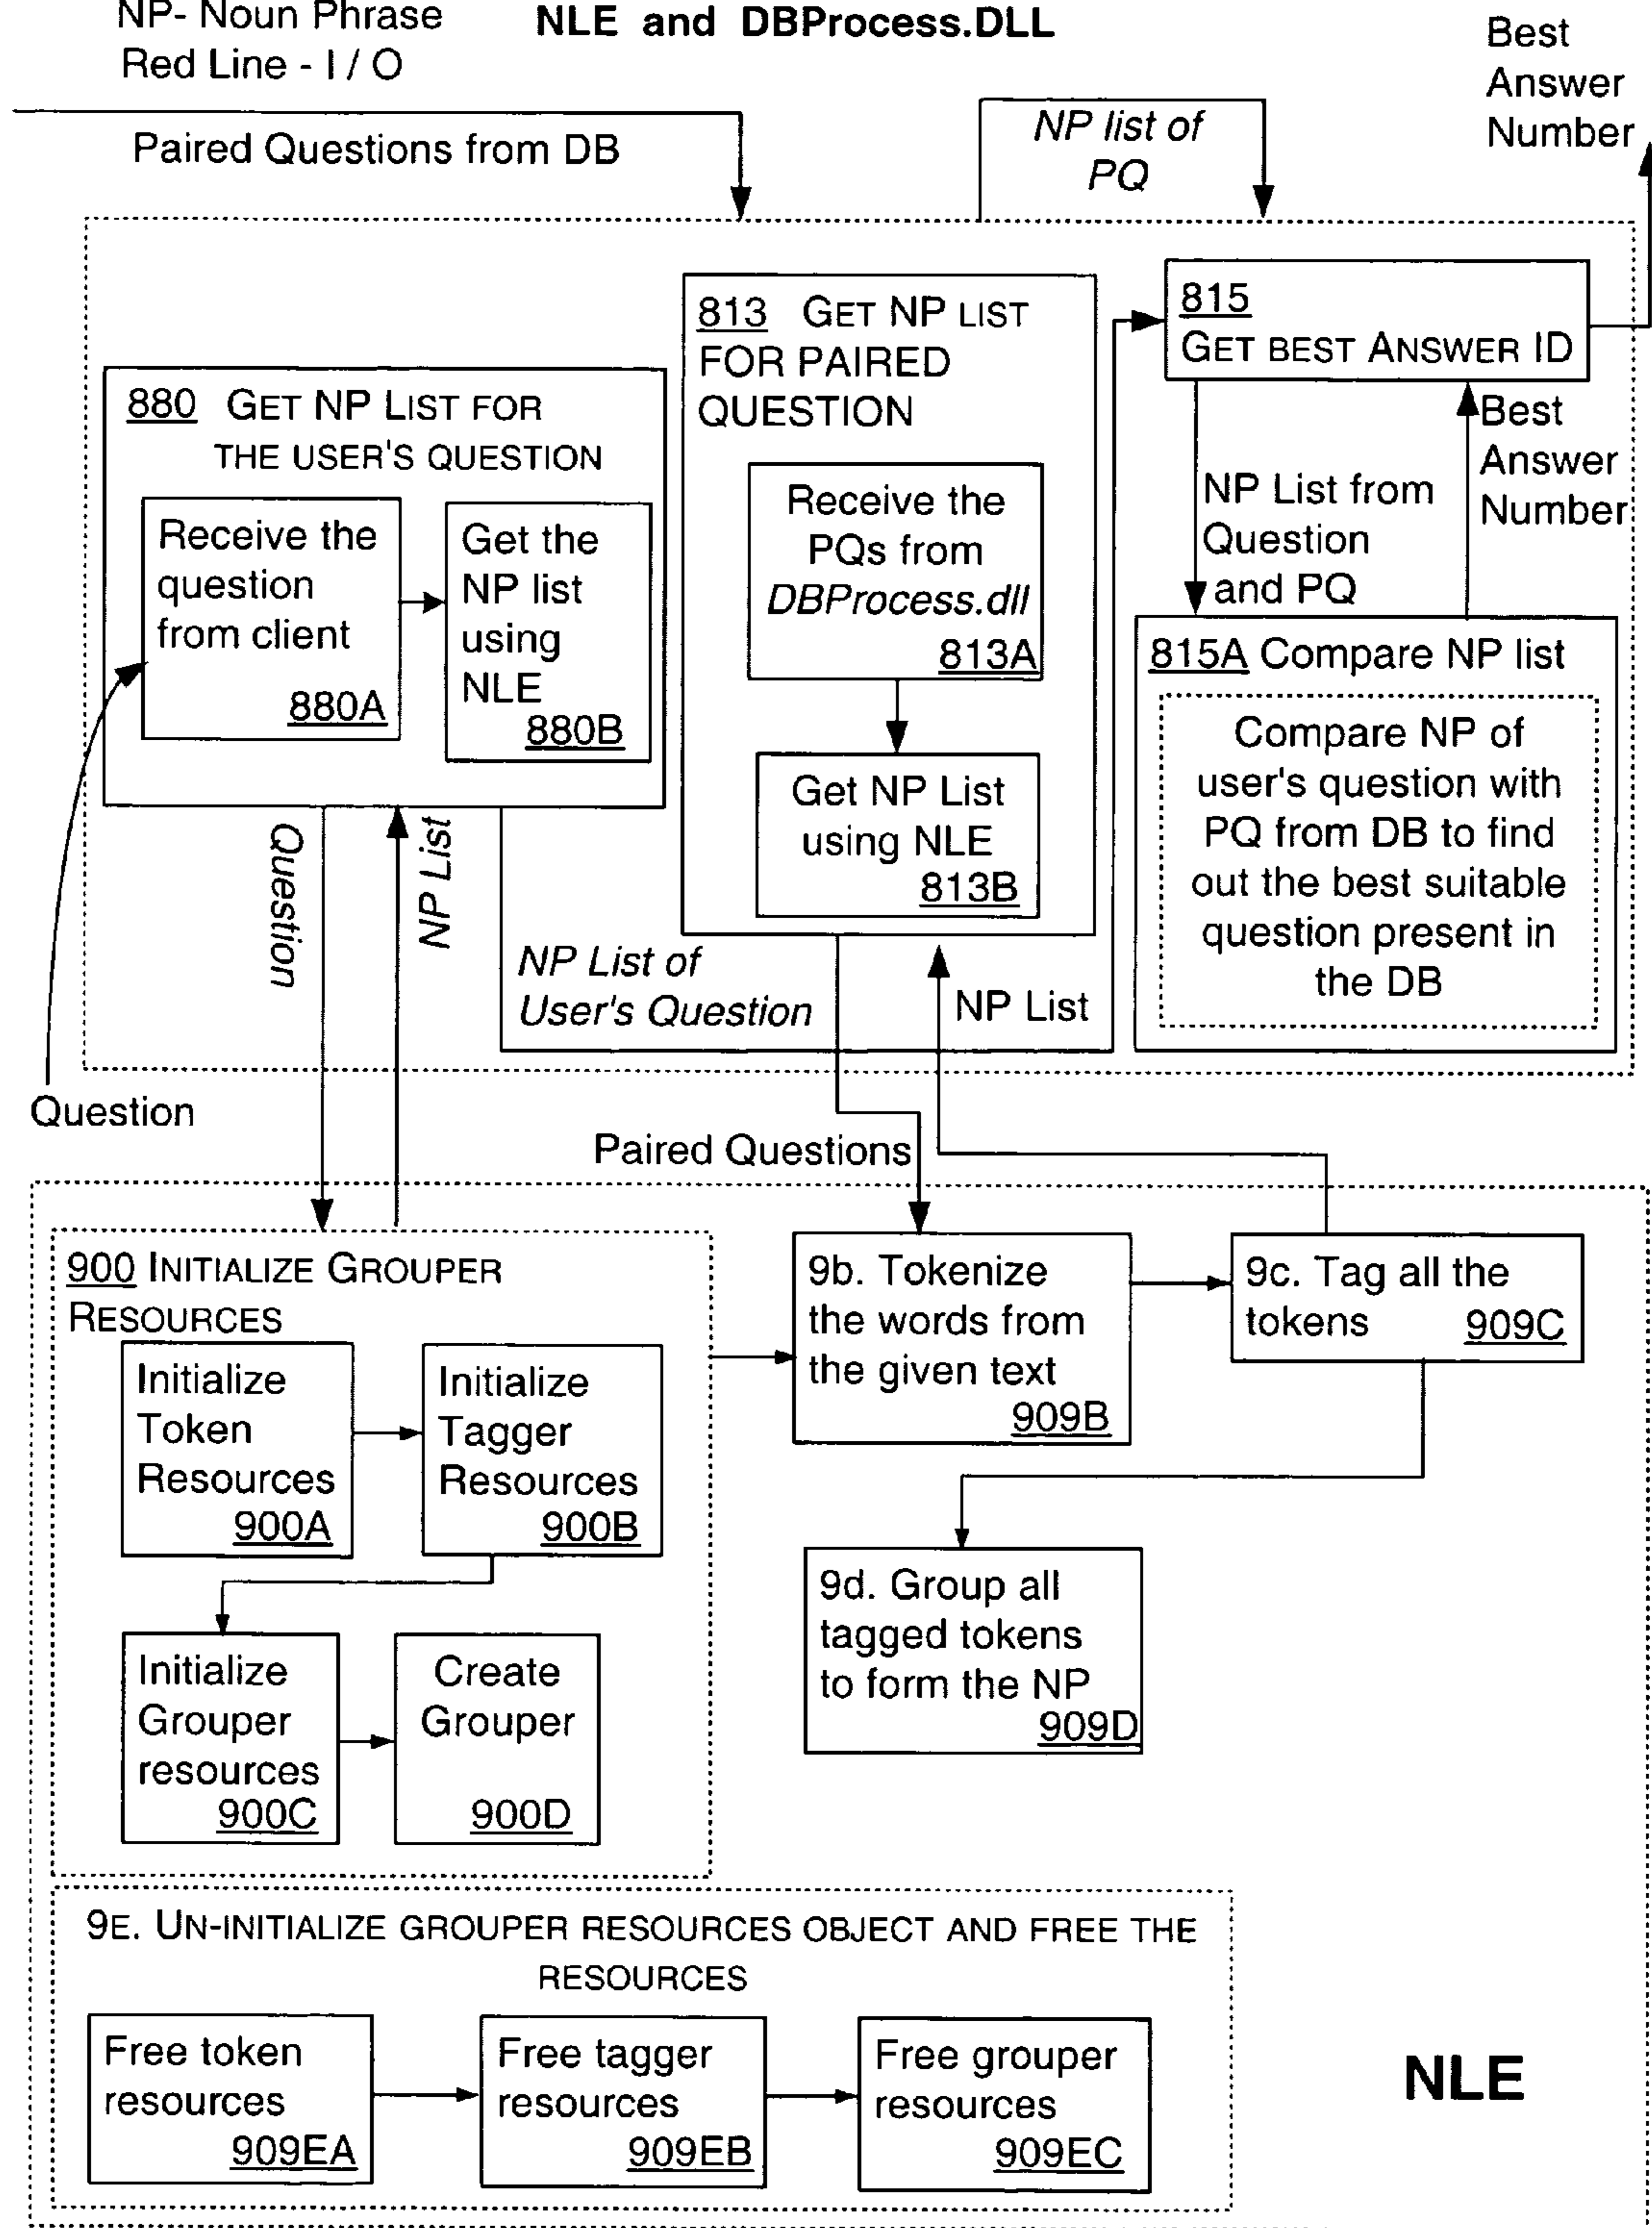 NP- Noun Phrase
Red Line - I / O
NLE and DBProcess.DLL
Best
Answer
Number
Paired Questions from DB
NP list of
PQ
880 GET NP LIST FOR
THE USER'S QUESTION
Receive the
question
from client
880A
Get the
NP list
using
NLE
880B
813 GET NP LIST
FOR PAIRED
QUESTION
Receive the
PQs from
DBProcess.dll
813A
Get NP List
using NLE
813B
815
GET BEST ANSWER ID
NP List from
Question
and PQ
Best
Answer
Number
815A Compare NP list
Compare NP of
user's question with
PQ from DB to find
out the best suitable
question present in
the DB
Question
NP List
NP List of
User's Question
NP List
Question
Paired Questions
900 INITIALIZE GROUPER
RESOURCES
Initialize
Token
Resources
900A
Initialize
Tagger
Resources
900B
Initialize
Grouper
resources
900C
Create
Grouper
900D
9b. Tokenize
the words from
the given text
909B
9c. Tag all the
tokens 909C
9d. Group all
tagged tokens
to form the NP
909D
9E. UN-INITIALIZE GROUPER RESOURCES OBJECT AND FREE THE
RESOURCES
Free token
resources
909EA
Free tagger
resources
909EB
Free grouper
resources
909EC
NLE